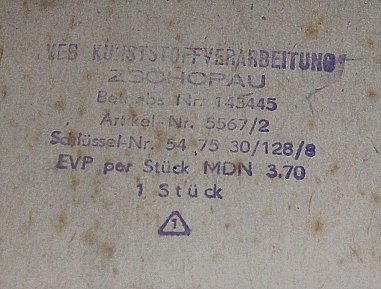 VEB KUNSTSTOFFVERARBEITUNG
ZSCHOPAU
Betriebs Nr. 143445
Artikel-Nr. 5567/2
Schlüssel-Nr. 54 75 30/128/8
EVP per Stück MDN 3.70
1 Stück
1